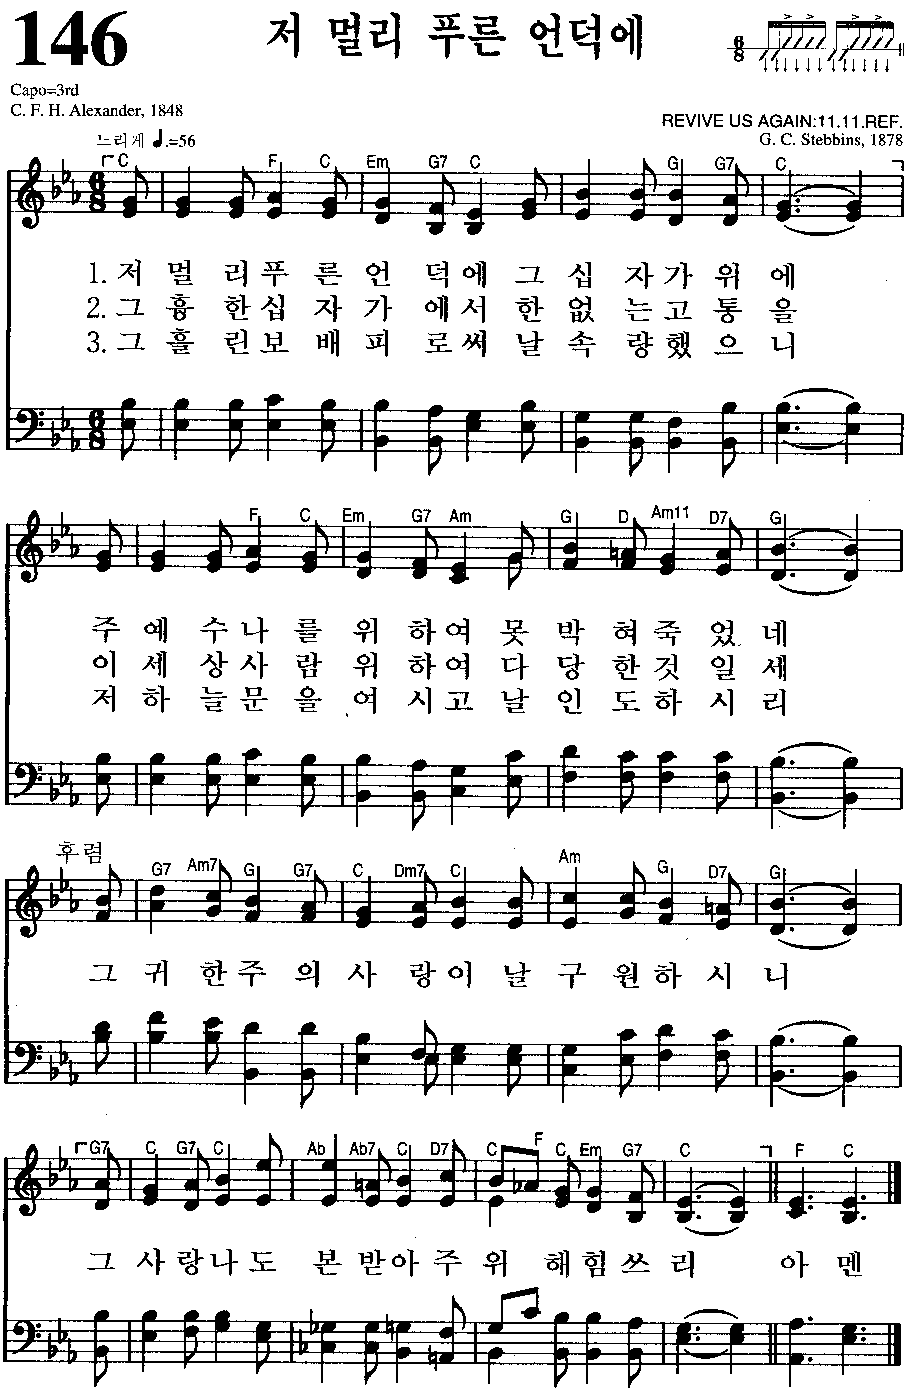 146 저 멀리 푸른 언덕에
6/8
Capo=3rd
C. F. H. Alexander, 1848
REVIVE US AGAIN:11.11.REF.
느리게 ♩.=56
G. C. Stebbins, 1878
C F C Em G7 C G G7 C
1. 저 멀 리 푸 른 언 덕 에 그 십 자 가 위 에
2. 그 흉 한 십 자 가 에 서 한 없 는 고 통 을
3. 그 흘 린 보 배 피 로 써 날 속 량 했 으 니
F C Em G7 Am G D Am11 D7 G
주 예 수 나 를 위 하 여 못 박 혀 죽 었 네
이 세 상 사 람 위 하 여 다 당 한 것 일 세
저 하 늘 문 을 여 시 고 날 인 도 하 시 리
후 렴
G7 Am7 G G7 C Dm7 C Am G D7 G
그 귀 한 주 의 사 랑 이 날 구 원 하 시 니
G7 C G7 C Ab Ab7 C D7 C F C Em G7 C F C
그 사 랑 나 도 본 받 아 주 위 해 힘 쓰 리 아 멘